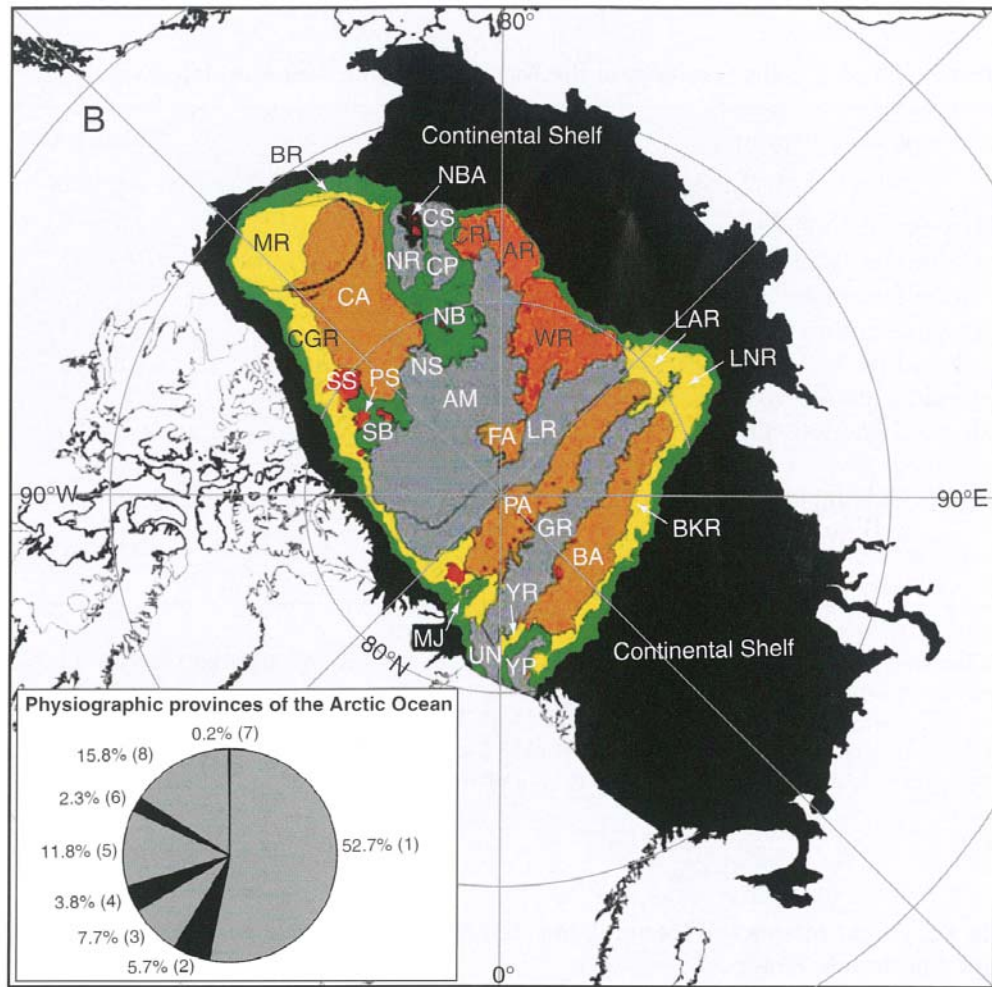 180°
B
Continental Shelf
BR
NBA
CS
CR
AR
MR
NR
CP
CA
NB
WR
LAR
CGR
LNR
NS
SS
PS
AM
SB
FA
LR
90°W
90°E
PA
GR
BKR
BA
YR
MJ
UN
YP
80°N
Continental Shelf
Physiographic provinces of the Arctic Ocean
0.2% (7)
15.8% (8)
2.3% (6)
52.7% (1)
11.8% (5)
3.8% (4)
7.7% (3)
5.7% (2)
0°